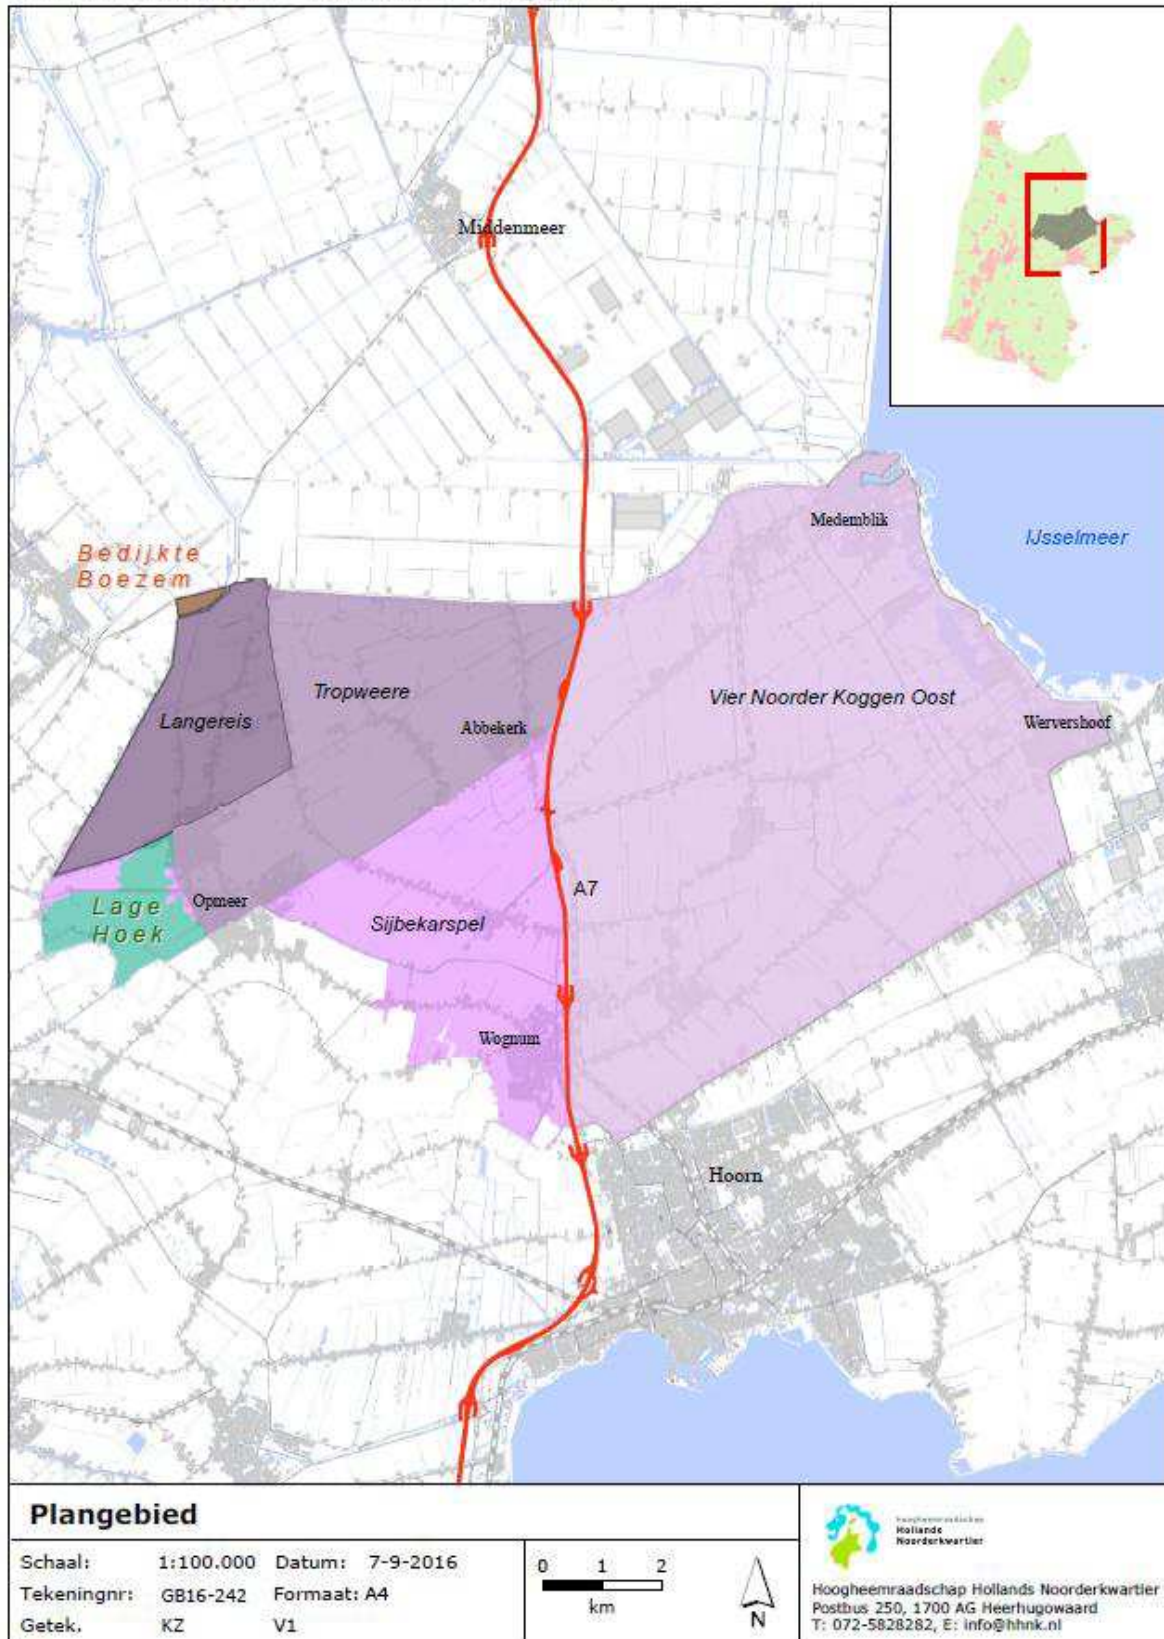 Middenmeer
Medemblik
IJsselmeer
Bedijkte
Boezem
Tropweere
Vier Noorder Koggen Oost
Langereis
Abbekerk
Wervershoof
A7
Lage
Hoek
Opmeer
Sijbekarspel
Wognum
Hoorn
Plangebied
Schaal: 1:100.000 Datum: 7-9-2016
Tekeningnr: GB16-242 Formaat: A4
Getek. KZ V1
0 1 2
km
N
hoogheemraadschap
Hollands
Noorderkwartier
Hoogheemraadschap Hollands Noorderkwartier
Postbus 250, 1700 AG Heerhugowaard
T: 072-5828282, E: info@hhnk.nl